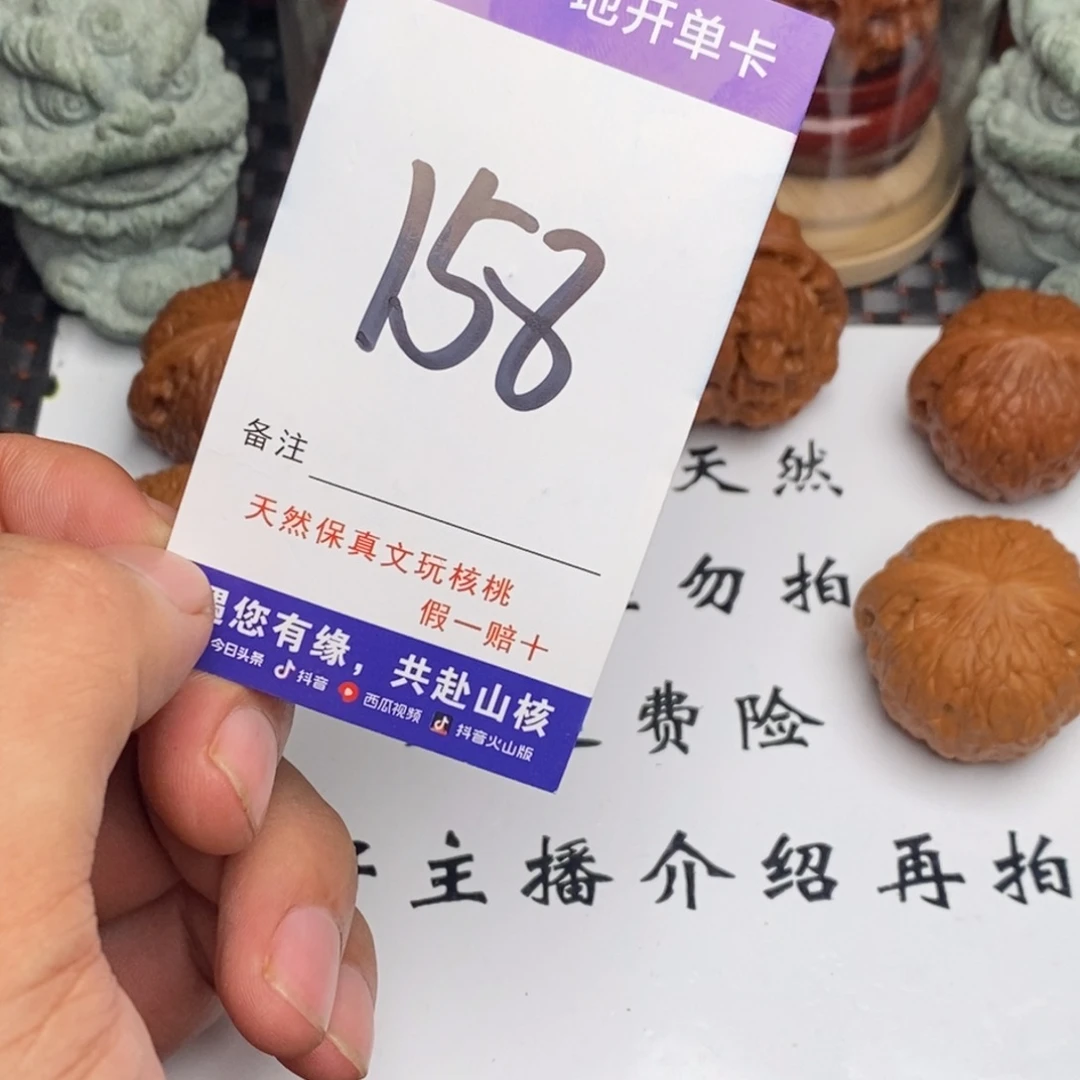 地开单卡
158
备注
天然保真文玩核桃
假一赔十
遇您有缘，共赴山核
今日头条 抖音 西瓜视频 抖音火山版
天然
勿拍
费险
主播介绍再拍